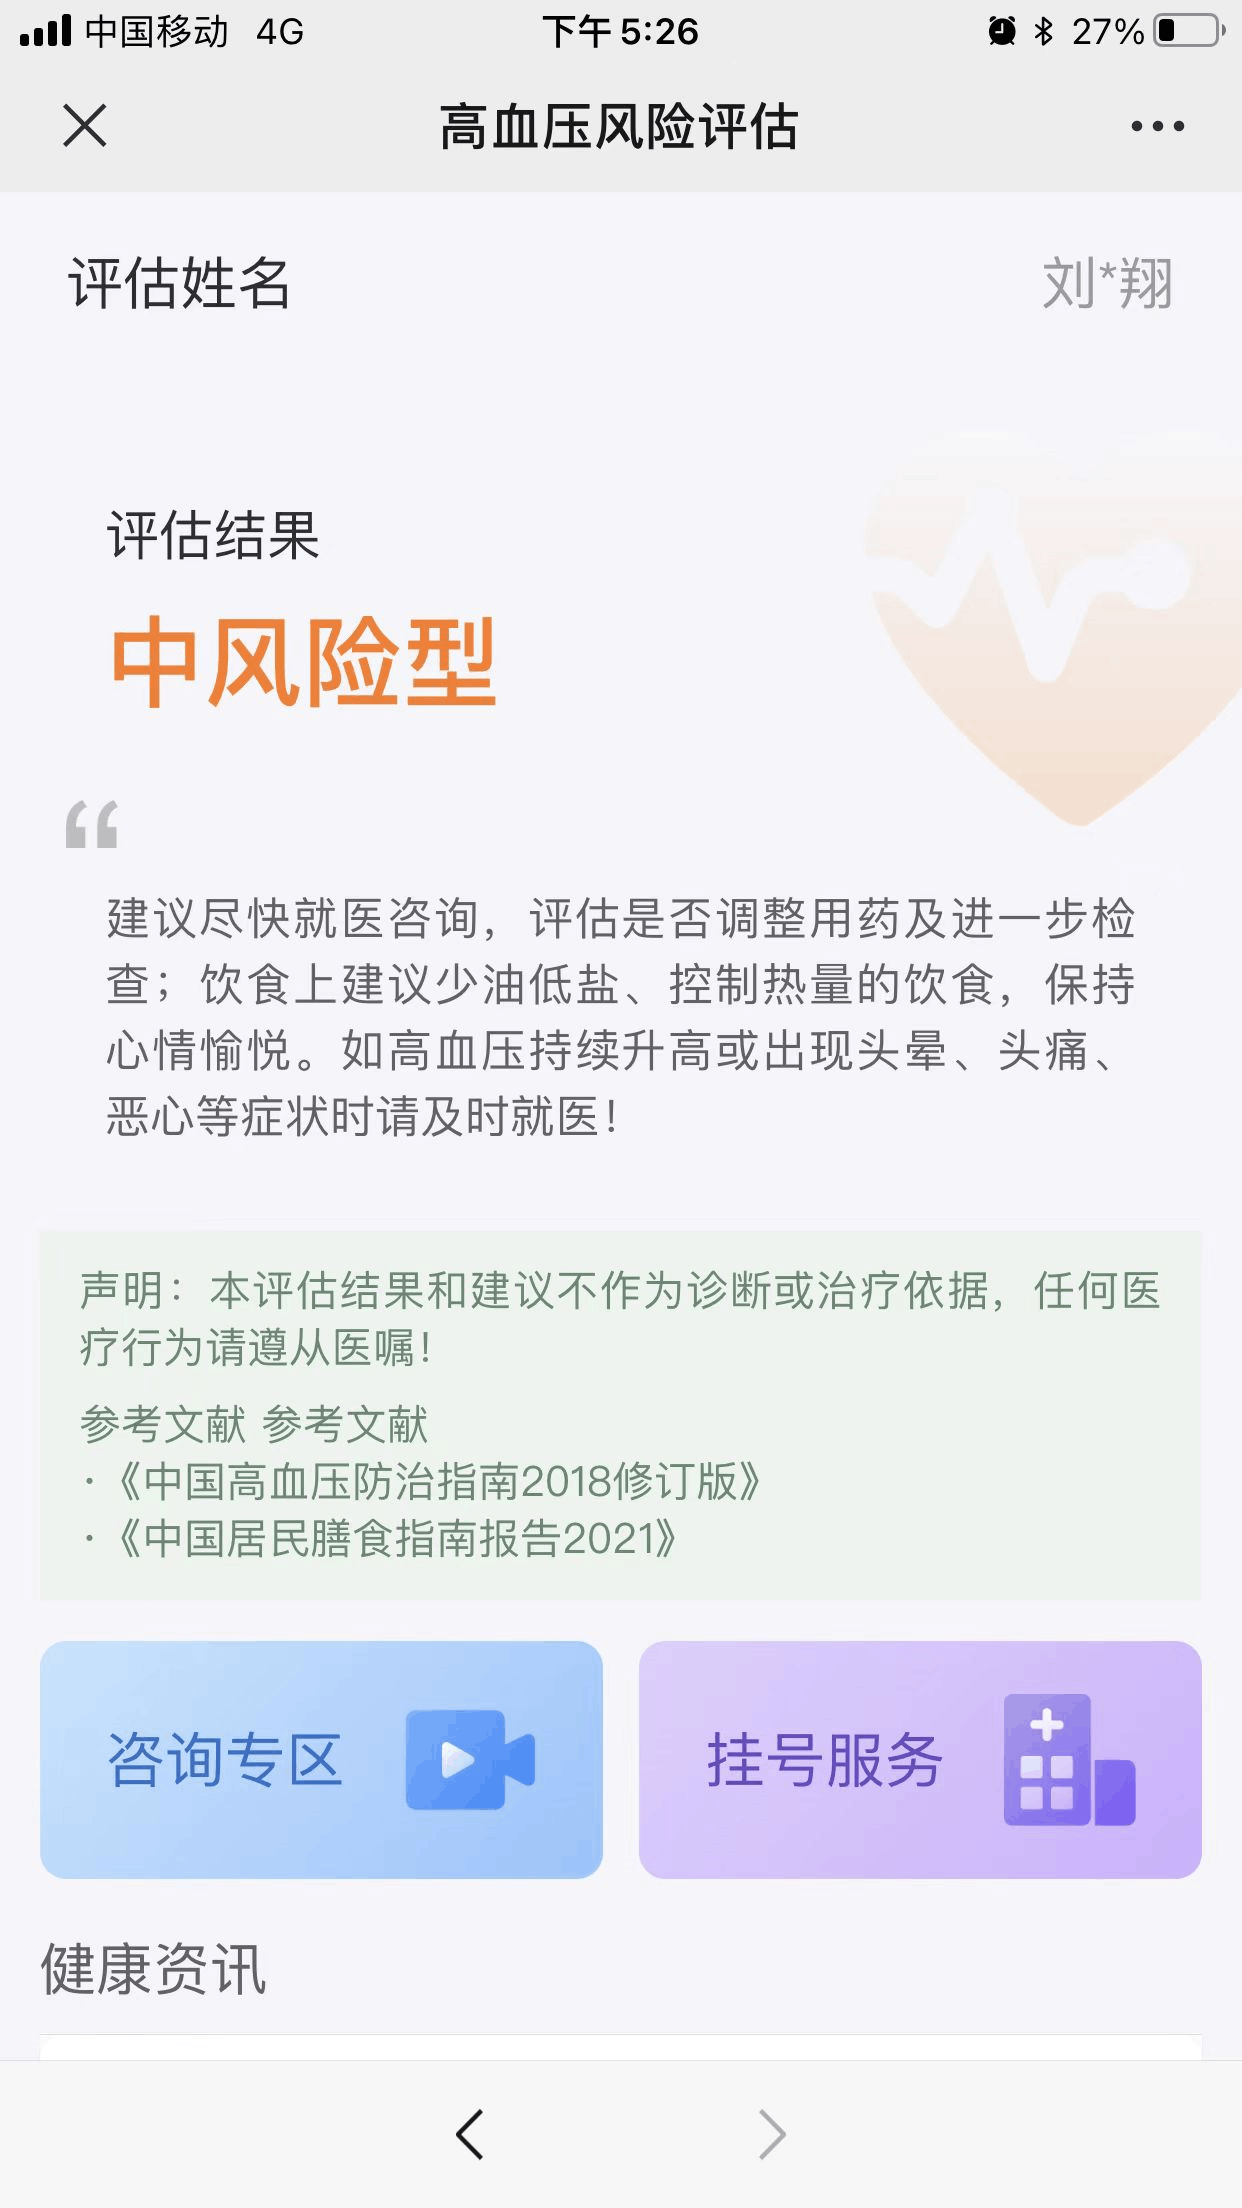 中国移动 4G 下午 5:26 27%
高血压风险评估
评估姓名 刘*翔
评估结果
中风险型
建议尽快就医咨询，评估是否调整用药及进一步检
查；饮食上建议少油低盐、控制热量的饮食，保持
心情愉悦。如高血压持续升高或出现头晕、头痛、
恶心等症状时请及时就医！
声明：本评估结果和建议不作为诊断或治疗依据，任何医
疗行为请遵从医嘱！
参考文献 参考文献
·《中国高血压防治指南2018修订版》
·《中国居民膳食指南报告2021》
咨询专区 挂号服务
健康资讯